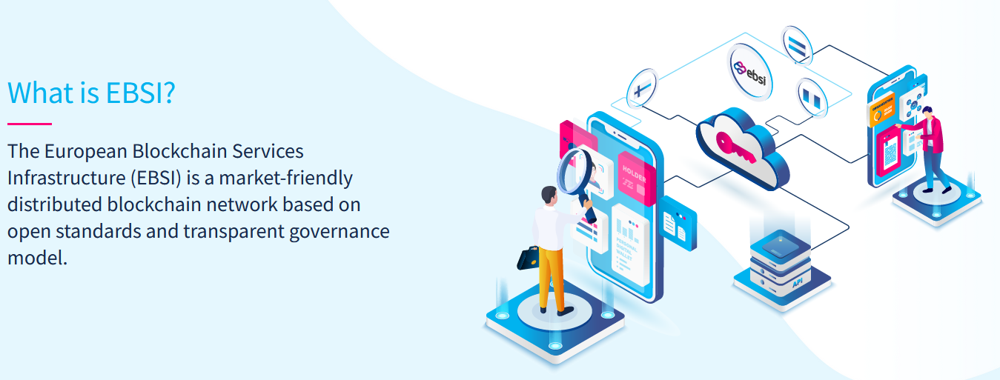 What is EBSI?
The European Blockchain Services
Infrastructure (EBSI) is a market-friendly
distributed blockchain network based on
open standards and transparent governance
model.
ebsi
ORGANIZATION
HOLDER
PERSONAL
DIGITAL
WALLET
API